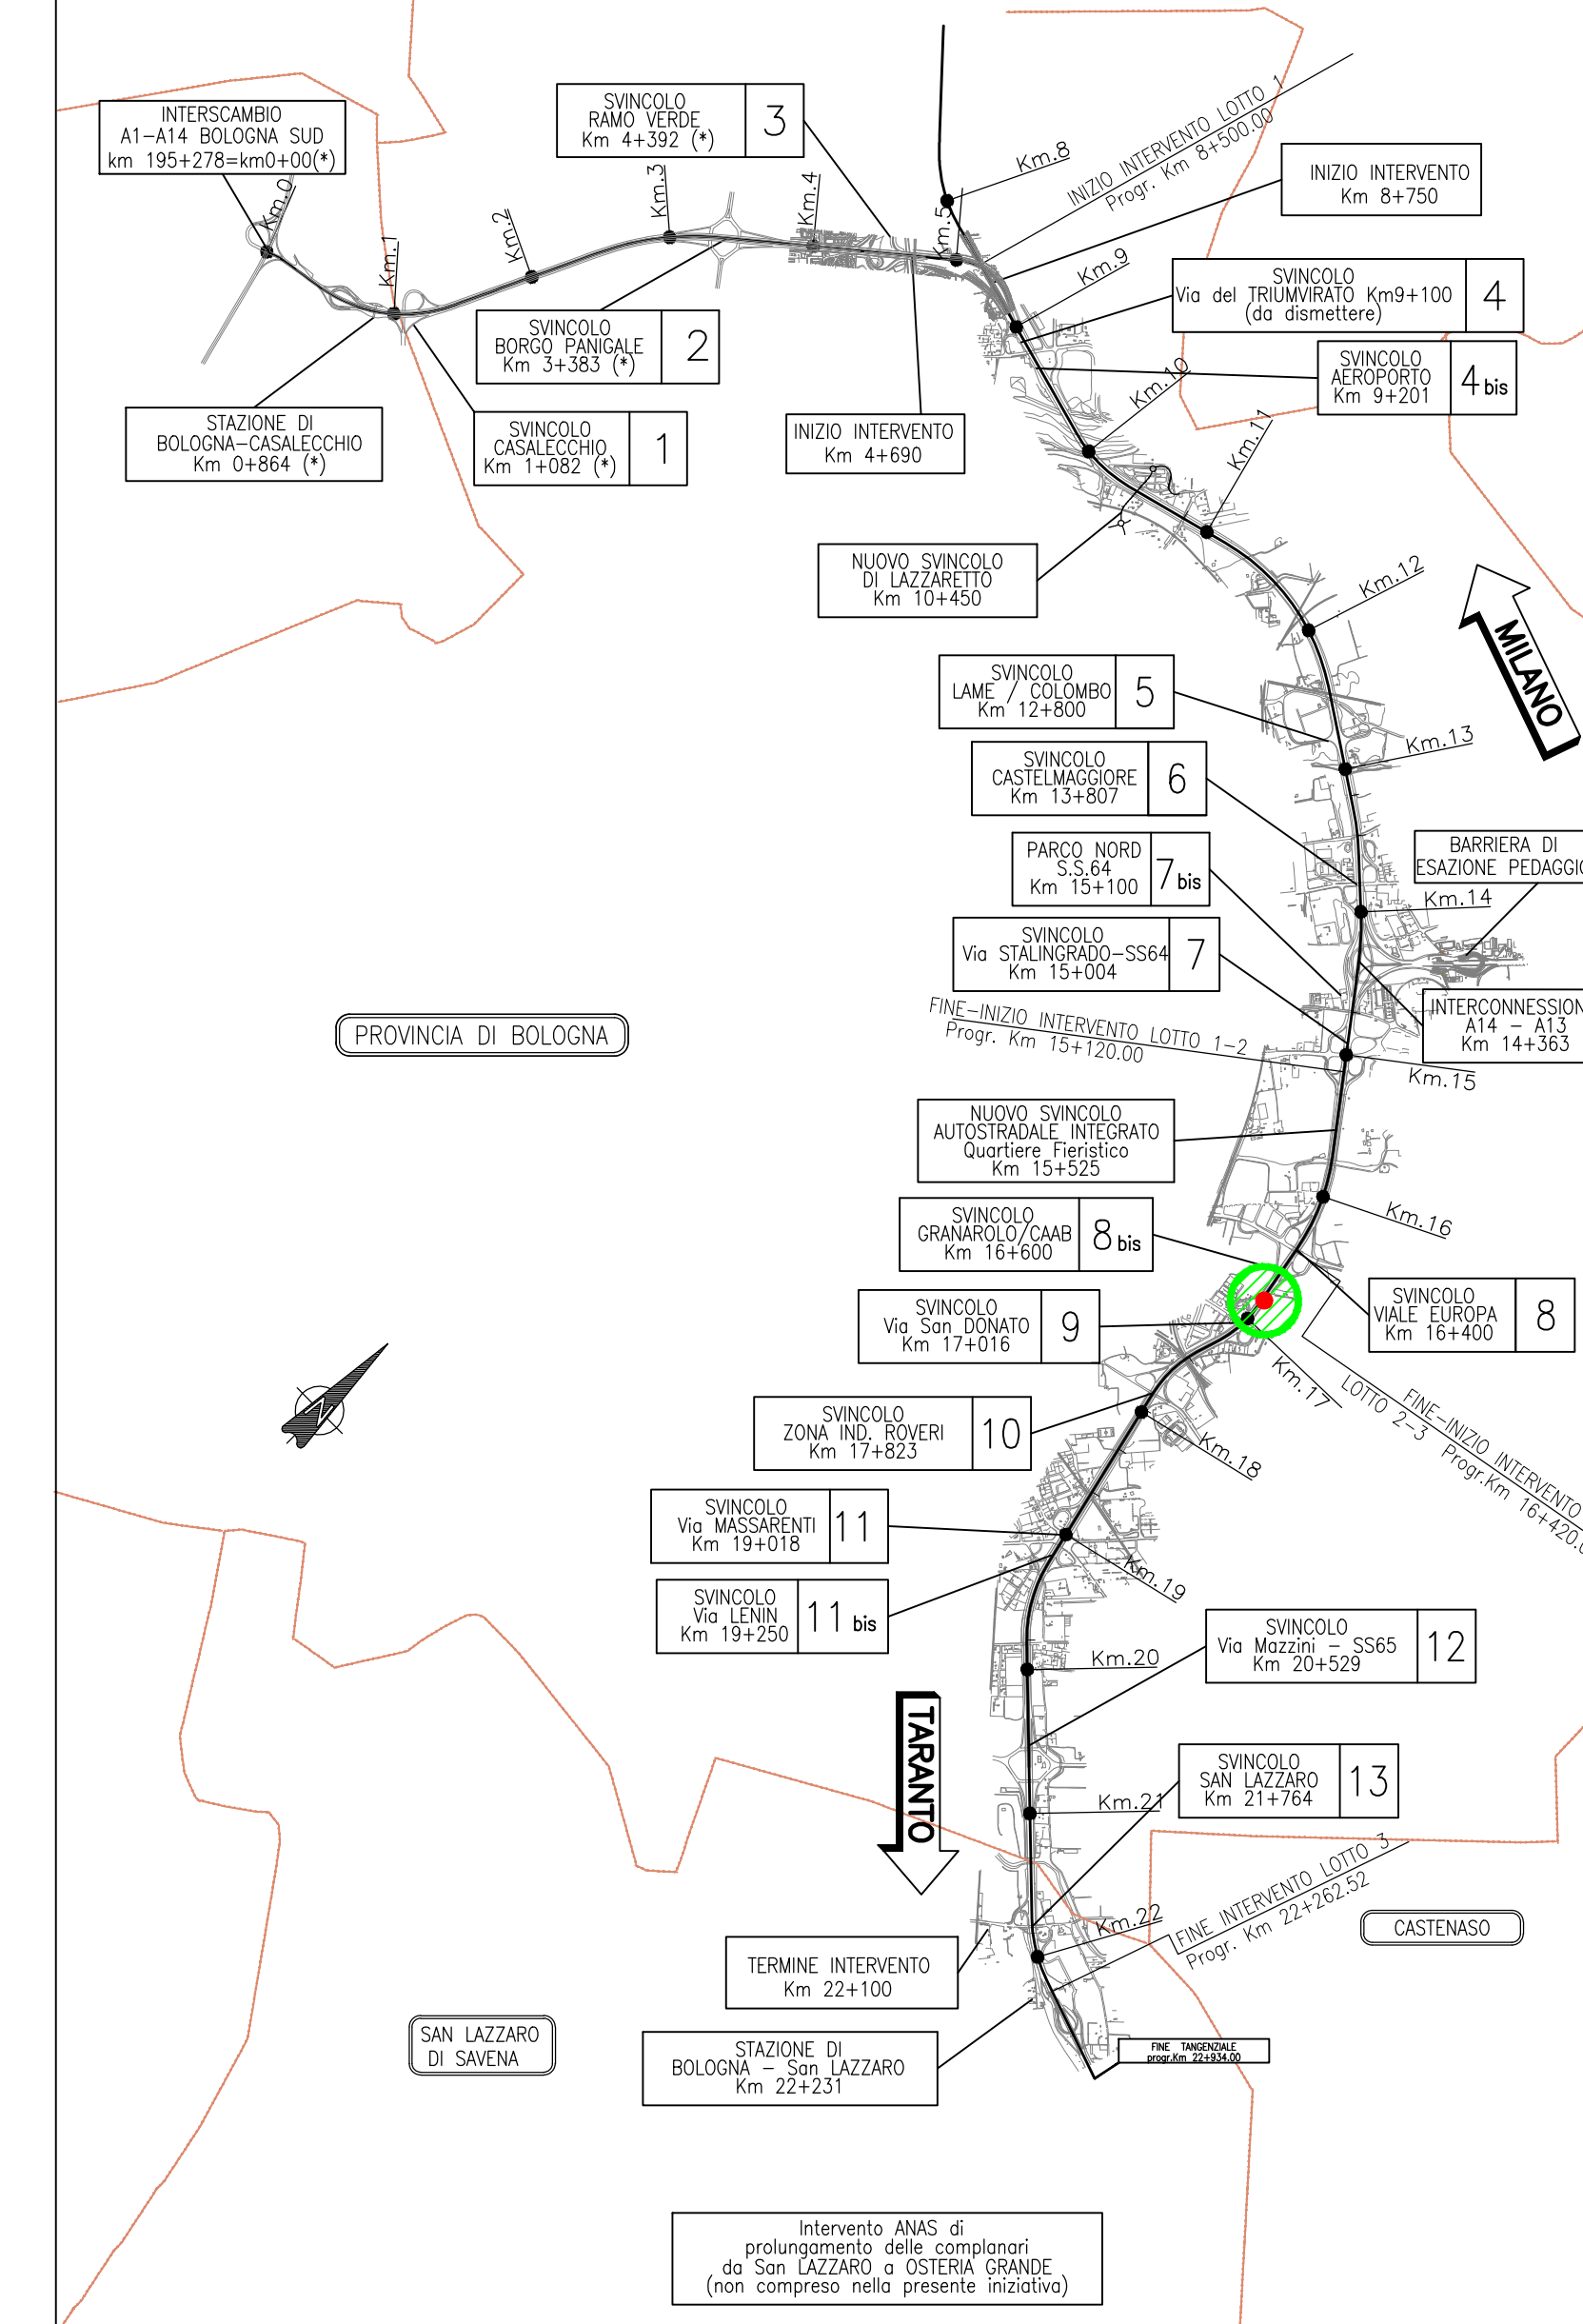 INTERSCAMBIO
A1-A14 BOLOGNA SUD
km 195+278=km0+00(*)
SVINCOLO
RAMO VERDE
Km 4+392 (*)
3
Km.0
Km.1
Km.2
Km.3
Km.4
Km.5
Km.8
INIZIO INTERVENTO LOTTO 1
Progr. Km 8+500.00
INIZIO INTERVENTO
Km 8+750
Km.9
SVINCOLO
Via del TRIUMVIRATO Km9+100
(da dismettere)
4
SVINCOLO
BORGO PANIGALE
Km 3+383 (*)
2
SVINCOLO
AEROPORTO
Km 9+201
4 bis
Km.10
STAZIONE DI
BOLOGNA-CASALECCHIO
Km 0+864 (*)
SVINCOLO
CASALECCHIO
Km 1+082 (*)
1
INIZIO INTERVENTO
Km 4+690
Km.11
NUOVO SVINCOLO
DI LAZZARETTO
Km 10+450
Km.12
MILANO
SVINCOLO
LAME / COLOMBO
Km 12+800
5
Km.13
SVINCOLO
CASTELMAGGIORE
Km 13+807
6
PARCO NORD
S.S.64
Km 15+100
7 bis
BARRIERA DI
ESAZIONE PEDAGGIO
Km.14
SVINCOLO
Via STALINGRADO-SS64
Km 15+004
7
FINE-INIZIO INTERVENTO LOTTO 1-2
Progr. Km 15+120.00
INTERCONNESSION
A14 - A13
Km 14+363
PROVINCIA DI BOLOGNA
Km.15
NUOVO SVINCOLO
AUTOSTRADALE INTEGRATO
Quartiere Fieristico
Km 15+525
Km.16
SVINCOLO
GRANAROLO/CAAB
Km 16+600
8 bis
SVINCOLO
VIALE EUROPA
Km 16+400
8
SVINCOLO
Via San DONATO
Km 17+016
9
Km.17
FINE-INIZIO INTERVENTO
LOTTO 2-3 Progr.Km 16+420.0
SVINCOLO
ZONA IND. ROVERI
Km 17+823
10
Km.18
SVINCOLO
Via MASSARENTI
Km 19+018
11
Km.19
SVINCOLO
Via LENIN
Km 19+250
11 bis
Km.20
SVINCOLO
Via Mazzini - SS65
Km 20+529
12
TARANTO
SVINCOLO
SAN LAZZARO
Km 21+764
13
Km.21
FINE INTERVENTO LOTTO 3
Progr. Km 22+262.52
Km.22
CASTENASO
TERMINE INTERVENTO
Km 22+100
SAN LAZZARO
DI SAVENA
STAZIONE DI
BOLOGNA - San LAZZARO
Km 22+231
FINE TANGENZIALE
progr.Km 22+934.00
Intervento ANAS di
prolungamento delle complanari
da San LAZZARO a OSTERIA GRANDE
(non compreso nella presente iniziativa)